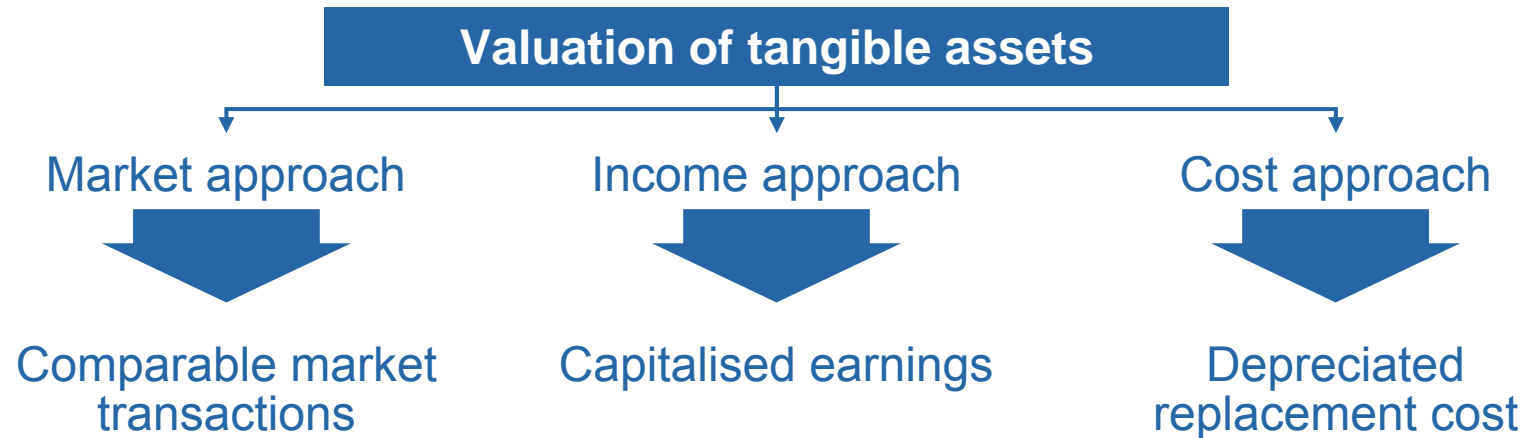 Valuation of tangible assets
Market approach
Income approach
Cost approach
Comparable market
transactions
Capitalised earnings
Depreciated
replacement cost